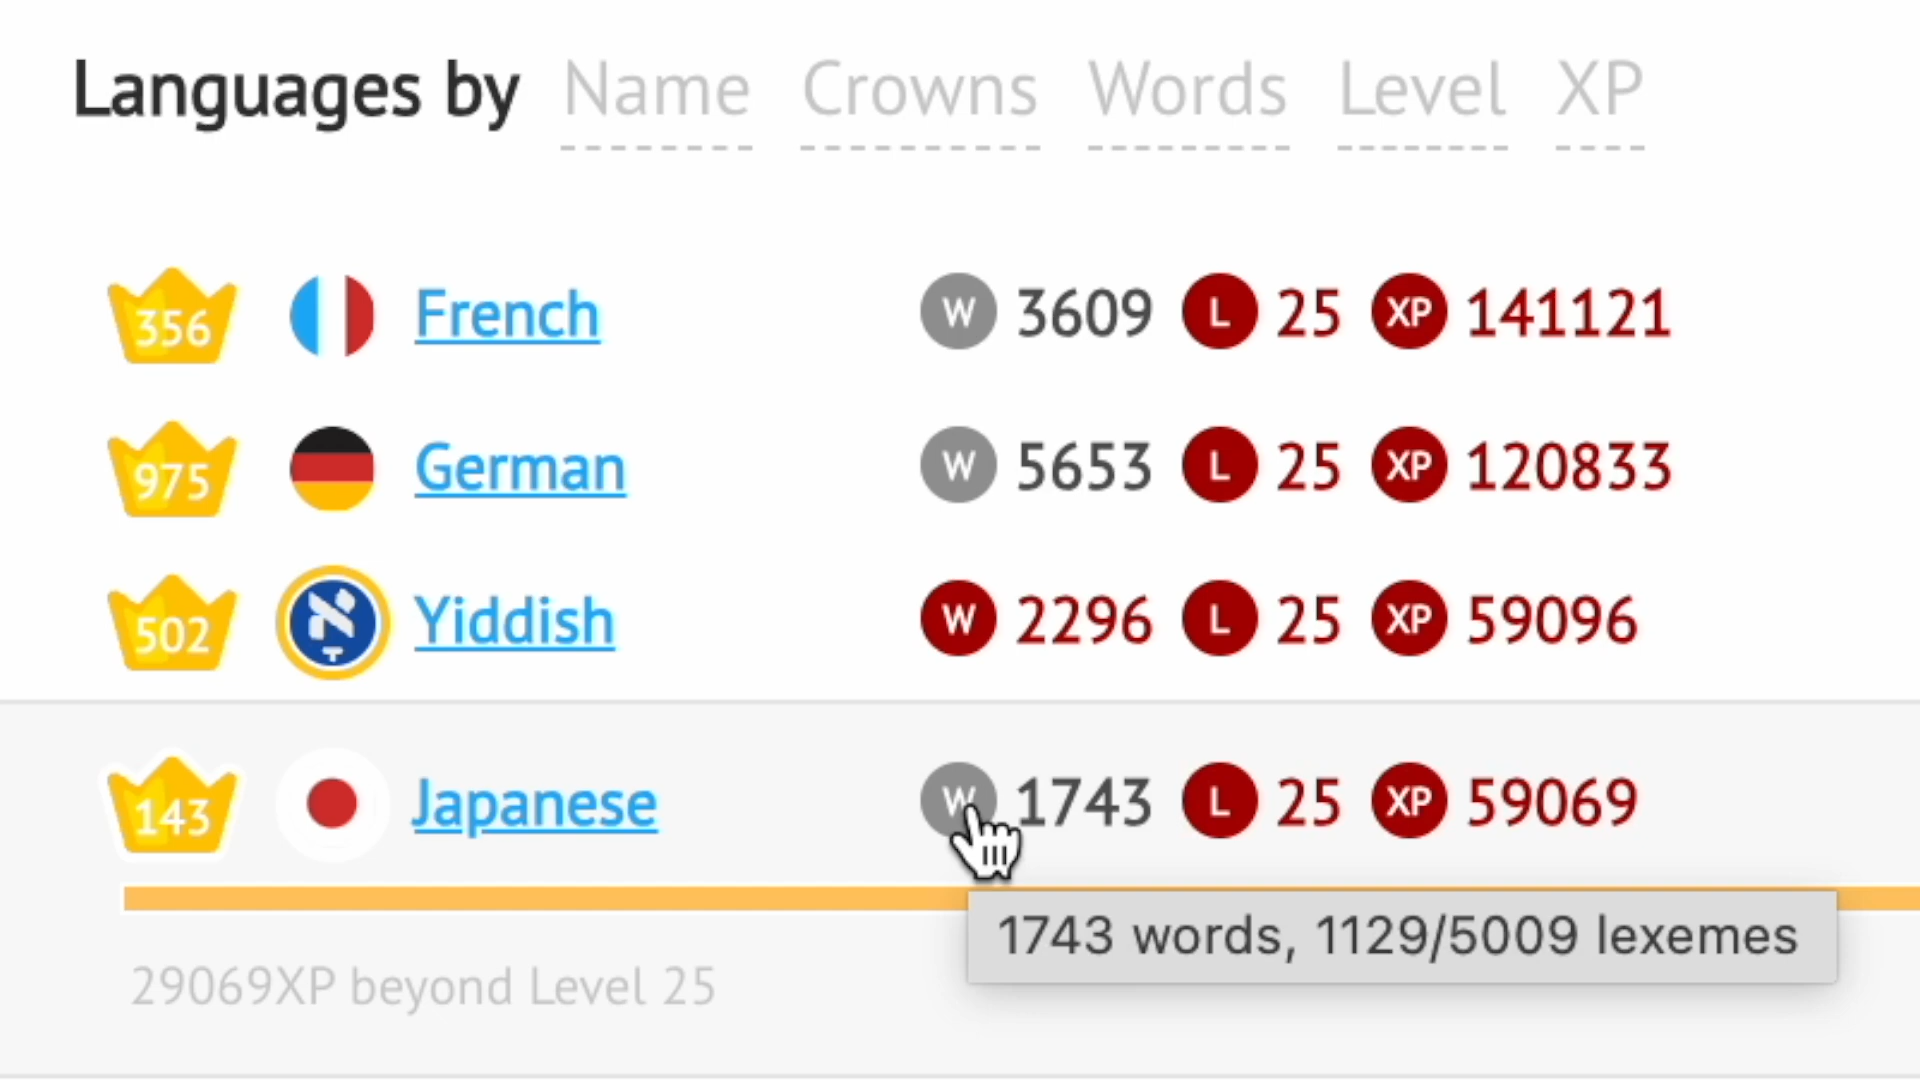 Languages by Name Crowns Words Level XP
356 French W 3609 L 25 XP 141121
975 German W 5653 L 25 XP 120833
502 א Yiddish W 2296 L 25 XP 59096
143 Japanese W 1743 L 25 XP 59069
1743 words, 1129/5009 lexemes
29069XP beyond Level 25